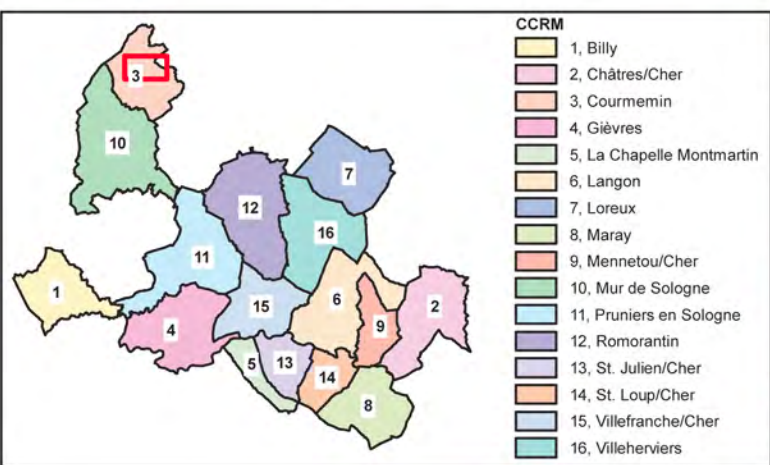 CCRM
1, Billy
2, Châtres/Cher
3, Courmemin
4, Gièvres
5, La Chapelle Montmartin
6, Langon
7, Loreux
8, Maray
9, Mennetou/Cher
10, Mur de Sologne
11, Pruniers en Sologne
12, Romorantin
13, St. Julien/Cher
14, St. Loup/Cher
15, Villefranche/Cher
16, Villeherviers
3
10
7
12
16
11
1
15
6
2
4
9
5
13
14
8